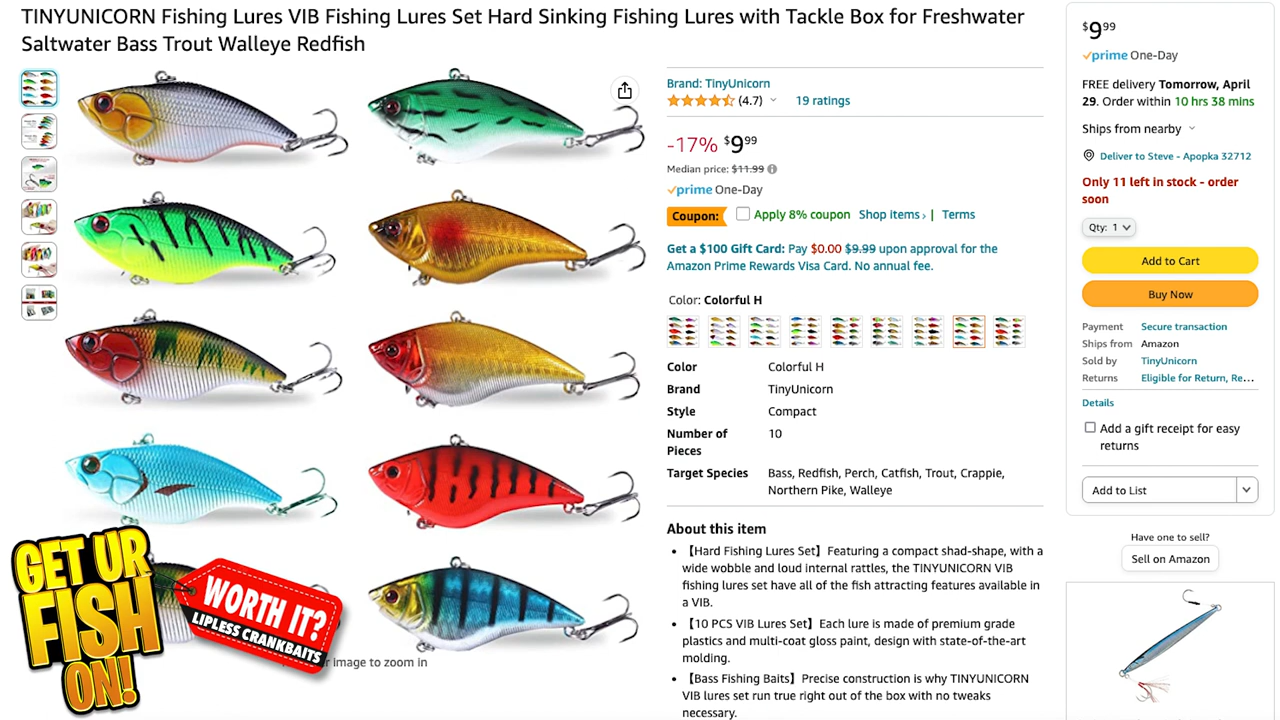 TINYUNICORN Fishing Lures VIB Fishing Lures Set Hard Sinking Fishing Lures with Tackle Box for Freshwater
Saltwater Bass Trout Walleye Redfish
Brand: TinyUnicorn
(4.7)
19 ratings
-17% $9⁹⁹
Median price: $11.99
prime One-Day
Coupon:
Apply 8% coupon Shop items › | Terms
Get a $100 Gift Card: Pay $0.00 $9.99 upon approval for the
Amazon Prime Rewards Visa Card. No annual fee.
Color: Colorful H
Color Colorful H
Brand TinyUnicorn
Style Compact
Number of 10
Pieces
Target Species Bass, Redfish, Perch, Catfish, Trout, Crappie,
Northern Pike, Walleye
About this item
• 【Hard Fishing Lures Set】Featuring a compact shad-shape, with a
wide wobble and loud internal rattles, the TINYUNICORN VIB
fishing lures set have all of the fish attracting features available in
a VIB.
• 【10 PCS VIB Lures Set】Each lure is made of premium grade
plastics and multi-coat gloss paint, design with state-of-the-art
molding.
• 【Bass Fishing Baits】Precise construction is why TINYUNICORN
VIB lures set run true right out of the box with no tweaks
necessary.
GET UR
FISH
ON!
WORTH IT?
LIPLESS CRANKBAITS
image to zoom in
$9⁹⁹
prime One-Day
FREE delivery Tomorrow, April
29. Order within 10 hrs 38 mins
Ships from nearby
Deliver to Steve - Apopka 32712
Only 11 left in stock - order
soon
Qty: 1
Add to Cart
Buy Now
Payment Secure transaction
Ships from Amazon
Sold by TinyUnicorn
Returns Eligible for Return, Re...
Details
Add a gift receipt for easy
returns
Add to List
Have one to sell?
Sell on Amazon